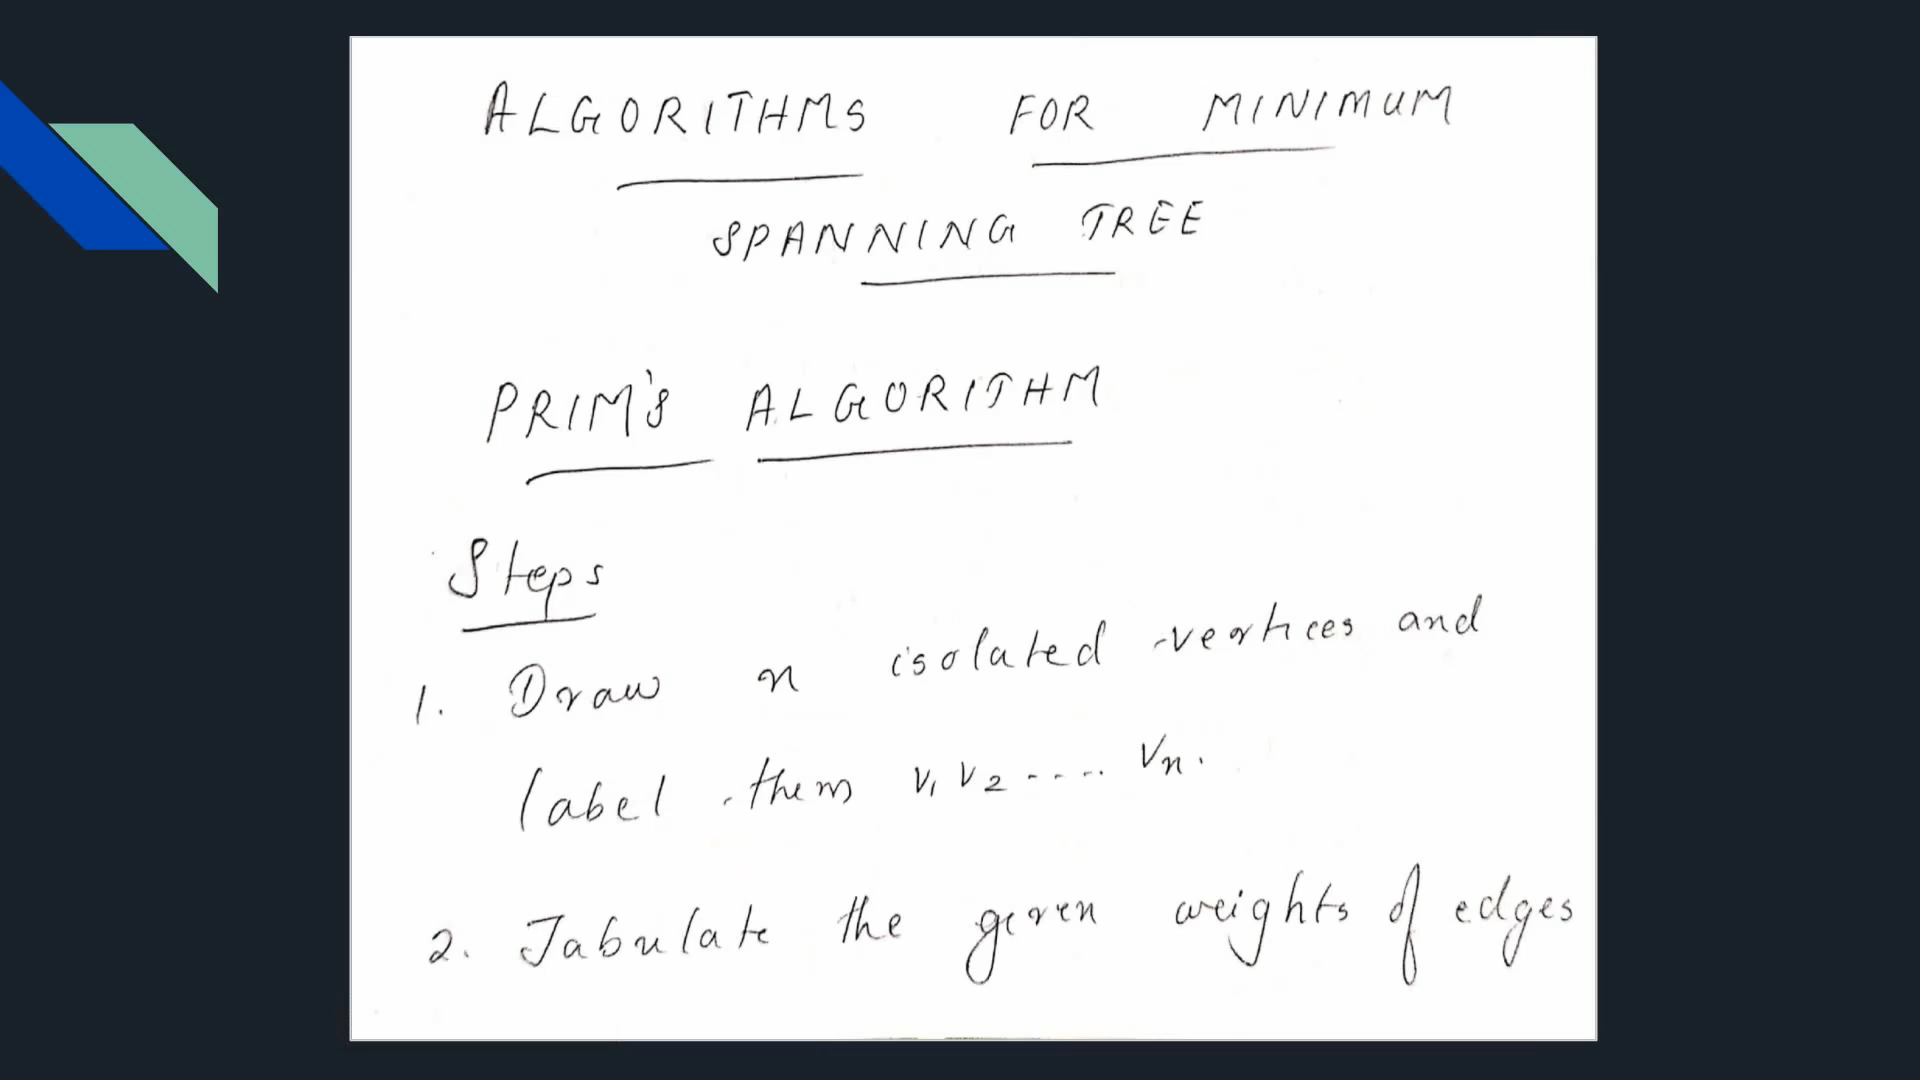 ALGORITHMS FOR MINIMUM
SPANNING TREE
PRIM'S ALGORITHM
Steps
1. Draw n isolated vertices and
label them v₁ v₂ ---.. vₙ.
2. Tabulate the given weights of edges